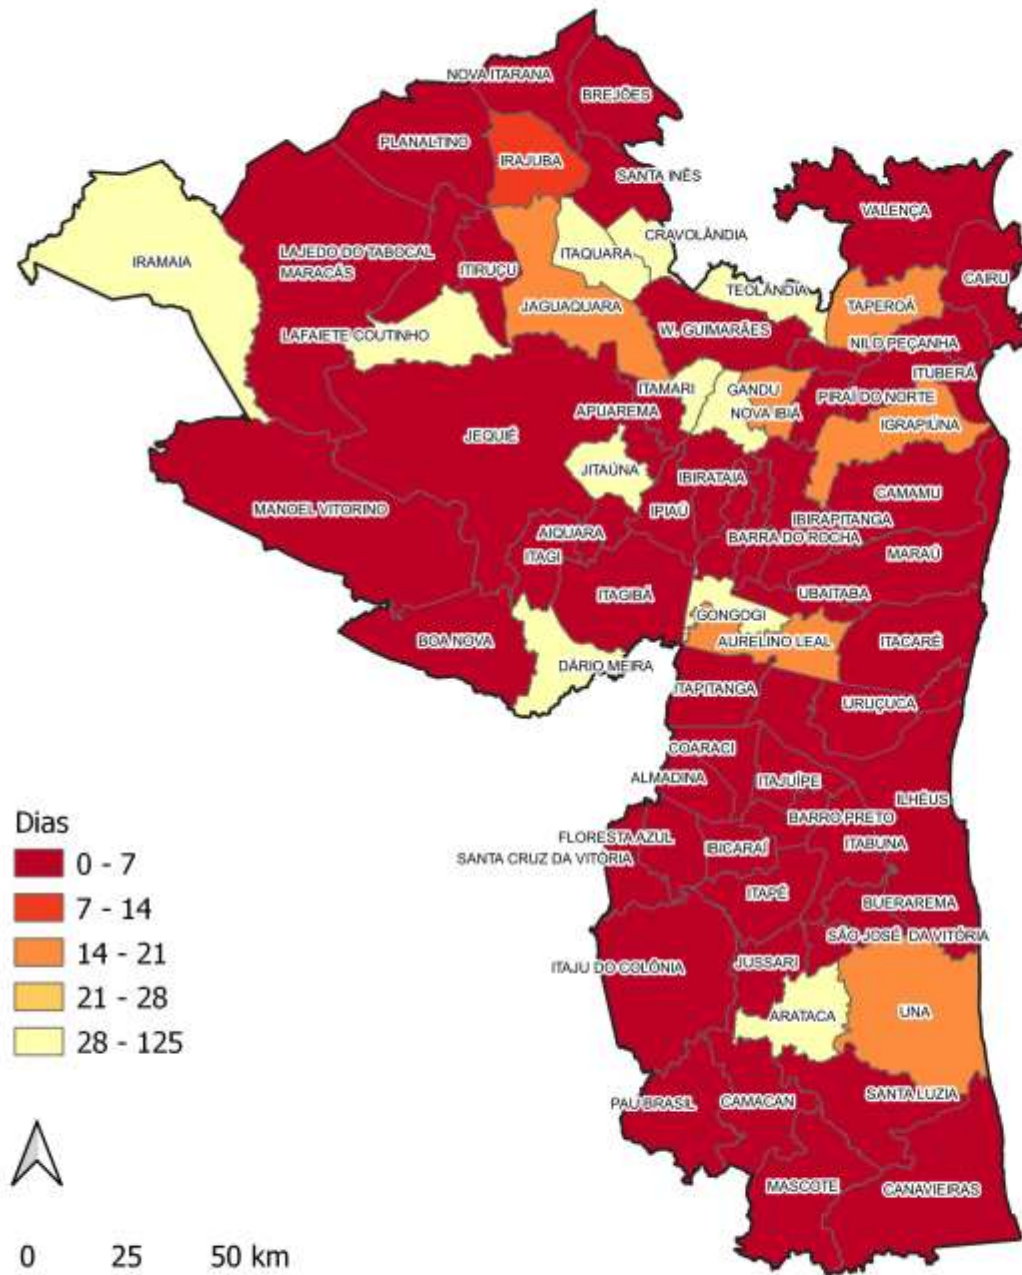 NOVA ITARANA
BREJÕES
PLANALTINO
IRAJUBA
SANTA INÊS
VALENÇA
CRAVOLÂNDIA
ITAQUARA
LAJEDO DO TABOCAL
IRAMAIA
MARACÁS
ITIRUÇU
CAIRU
TEOLÂNDIA
JAGUAQUARA
TAPEROÁ
W. GUIMARÃES
LAFAIETE COUTINHO
NILO PEÇANHA
ITUBERÁ
ITAMARI
GANDU
PIRAÍ DO NORTE
APUAREMA
NOVA IBIÁ
IGRAPIÚNA
JEQUIÉ
JITAÚNA
IBIRATAIA
CAMAMU
MANOEL VITORINO
IPIAÚ
IBIRAPITANGA
AIQUARA
BARRA DO ROCHA
MARAÚ
ITAGI
ITAGIBÁ
UBAITABA
GONGOGI
BOA NOVA
AURELINO LEAL
ITACARÉ
DÁRIO MEIRA
ITAPITANGA
URUÇUCA
COARACI
ALMADINA
ITAJUÍPE
ILHÉUS
BARRO PRETO
FLORESTA AZUL
IBICARAÍ
ITABUNA
SANTA CRUZ DA VITÓRIA
ITAPÉ
BUERAREMA
SÃO JOSÉ DA VITÓRIA
ITAJU DO COLÔNIA
JUSSARI
ARATACA
UNA
SANTA LUZIA
PAU BRASIL
CAMACAN
MASCOTE
CANAVIEIRAS
Dias
0 - 7
7 - 14
14 - 21
21 - 28
28 - 125
0 25 50 km